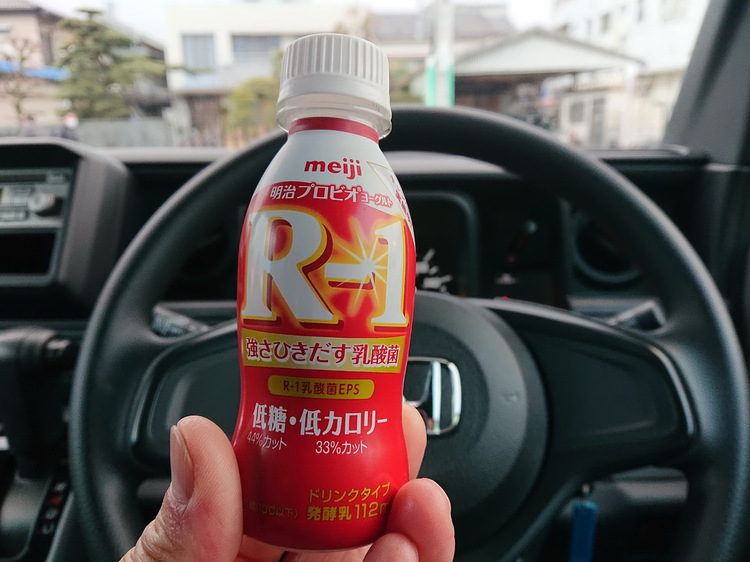 meiji
明治プロビオヨーグルト
R-1
強さひきだす乳酸菌
R-1乳酸菌EPS
低糖・低カロリー
44%カット 33%カット
ドリンクタイプ
発酵乳 112m